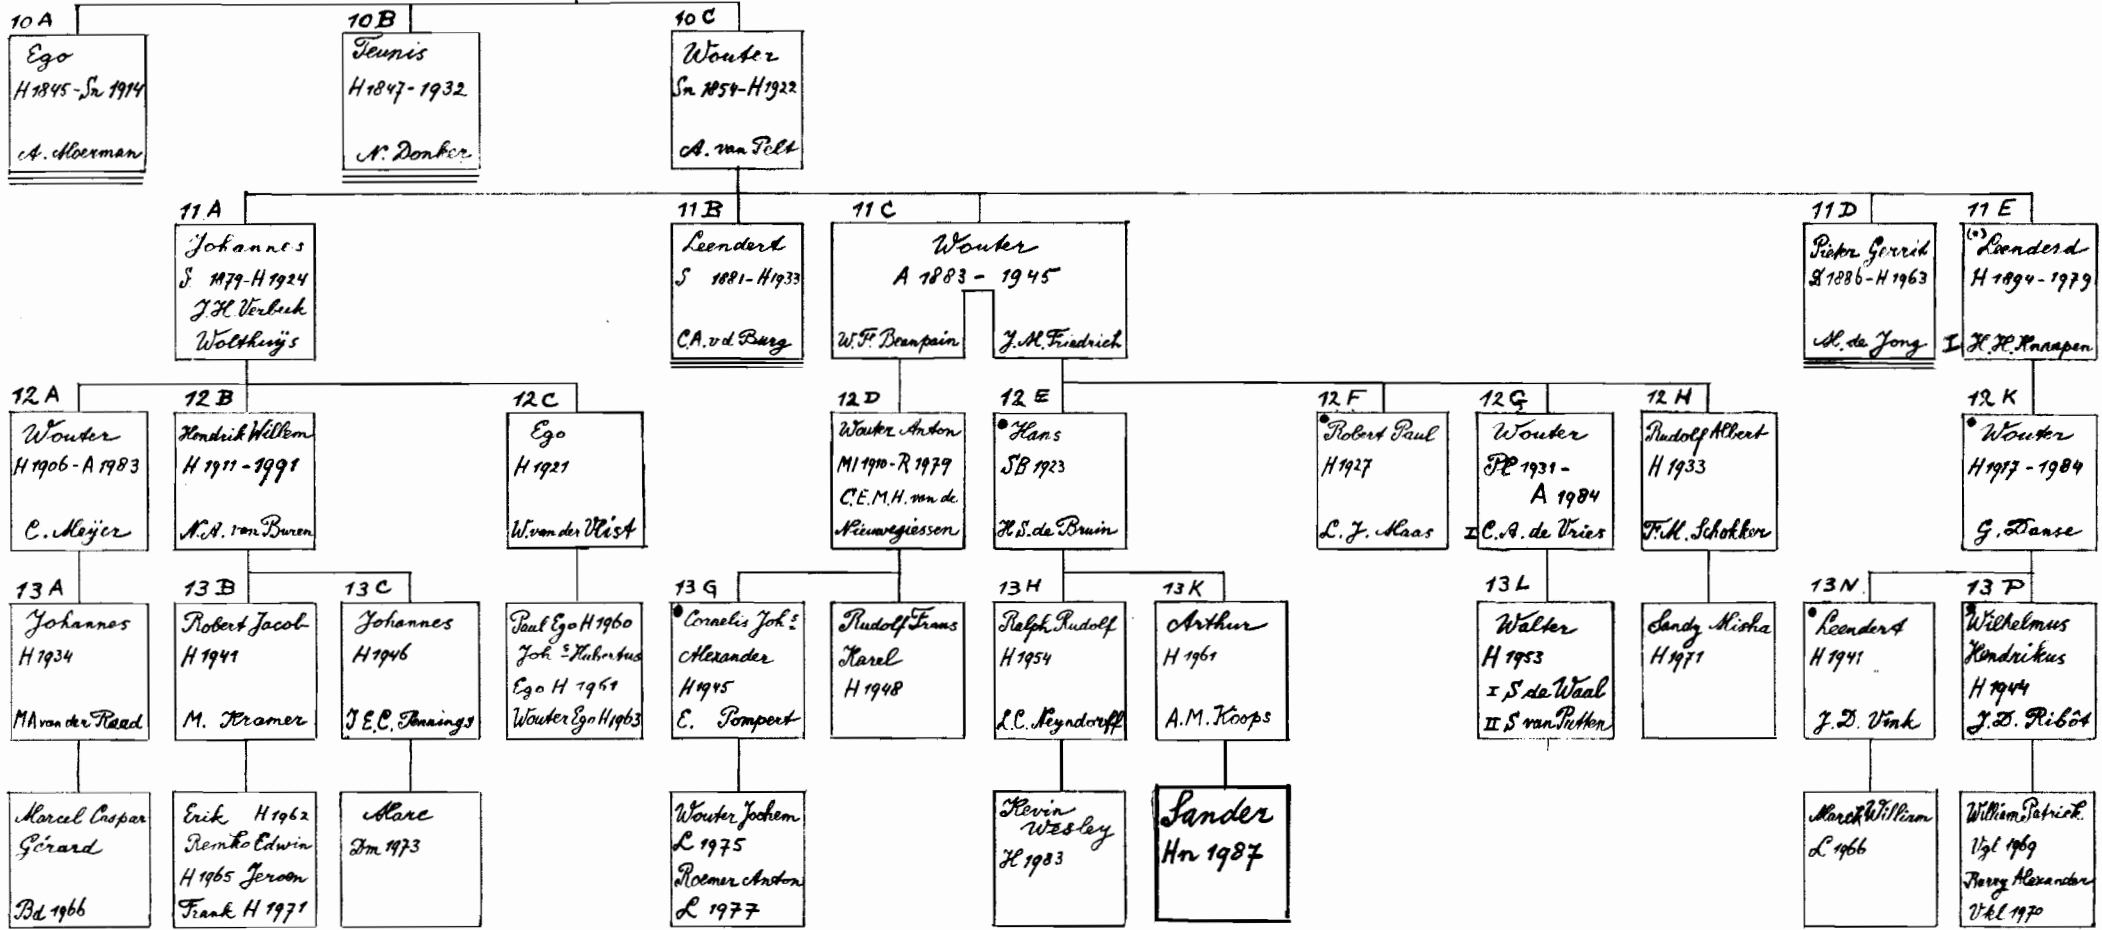 10 A
Ego
H 1845 - Sn 1914
A. Moerman
10 B
Teunis
H 1847 - 1932
N. Donker
10 C
Wouter
Sn 1854 - H 1922
A. van Pelt
11 A
Johannes
S 1879 - H 1924
J.H. Verbeek
Wolthuijs
11 B
Leendert
S 1881 - H 1933
C.A. v d Burg
11 C
Wouter
A 1883 - 1945
W.F. Beanpain
J.M. Friedrich
11 D
Pieter Gerrit
D 1886 - H 1963
M. de Jong
11 E
(•) Leenderd
H 1894 - 1979
I H.H. Knaapen
12 A
Wouter
H 1906 - A 1983
C. Meijer
12 B
Hendrik Willem
H 1911 - 1991
N.A. van Buren
12 C
Ego
H 1921
W. van der Vlist
12 D
Wouter Anton
MI 1910 - R 1979
C.E.M.H. van de
Nieuwegiessen
12 E
• Hans
SB 1923
H.S. de Bruin
12 F
• Robert Paul
H 1927
L.J. Maas
12 G
Wouter
Pl 1931 -
A 1984
I C.A. de Vries
12 H
Rudolf Albert
H 1933
F.M. Schokker
12 K
• Wouter
H 1917 - 1984
G. Danse
13 A
Johannes
H 1934
MA van der Raad
13 B
Robert Jacob
H 1941
M. Kramer
13 C
Johannes
H 1946
J.E.C. Pennings
Paul Ego H 1960
Joh s Hubertus
Ego H 1961
Wouter Ego H 1963
13 G
• Cornelis Joh s
Alexander
H 1945
E. Pompert
Rudolf Frans
Karel
H 1948
13 H
Ralph Rudolf
H 1954
L.C. Neyndorff
13 K
Arthur
H 1961
A.M. Koops
13 L
Walter
H 1953
I S de Waal
II S van Putten
Sandy Misha
H 1971
13 N
• Leendert
H 1941
J.D. Vink
13 P
• Wilhelmus
Hendrikus
H 1944
J.D. Ribôt
Marcel Caspar
Gérard
Bd 1966
Erik H 1962
Remko Edwin
H 1965 Jeroen
Frank H 1971
Marc
Dm 1973
Wouter Jochem
L 1975
Roemer Anton
L 1977
Kevin
Wesley
H 1983
Sander
Hn 1987
Marck William
L 1966
William Patrick
Vgl 1969
Barry Alexander
Vkl 1970